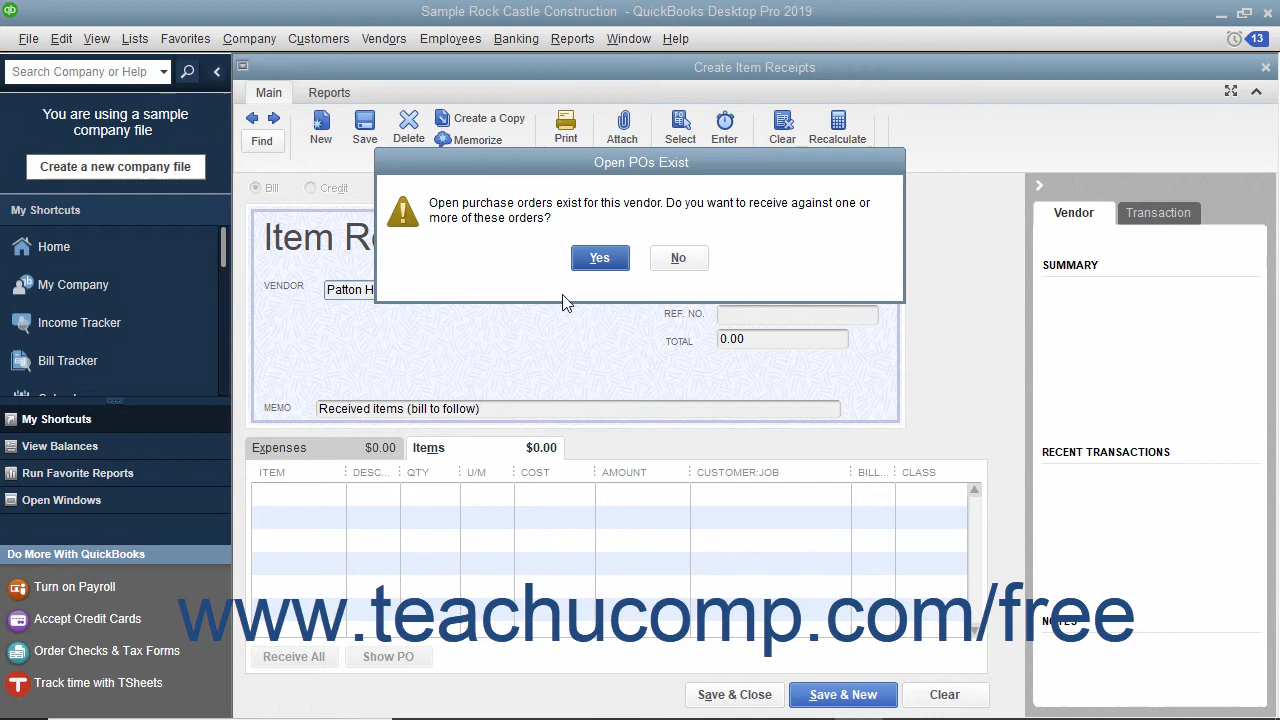 Sample Rock Castle Construction - QuickBooks Desktop Pro 2019
File Edit View Lists Favorites Company Customers Vendors Employees Banking Reports Window Help 13
Search Company or Help
Create Item Receipts
Main Reports
You are using a sample
company file
Create a new company file
Find New Save Delete Create a Copy Memorize Print Attach Select Enter Clear Recalculate
Open POs Exist
Open purchase orders exist for this vendor. Do you want to receive against one or
more of these orders?
Yes No
Bill Credit
VENDOR Patton H
REF. NO.
TOTAL 0.00
MEMO Received items (bill to follow)
Expenses $0.00 Items $0.00
ITEM DESC... QTY U/M COST AMOUNT CUSTOMER:JOB BILL... CLASS
Receive All Show PO
Save & Close Save & New Clear
Vendor Transaction
SUMMARY
RECENT TRANSACTIONS
My Shortcuts
Home
My Company
Income Tracker
Bill Tracker
My Shortcuts
View Balances
Run Favorite Reports
Open Windows
Do More With QuickBooks
Turn on Payroll
Accept Credit Cards
Order Checks & Tax Forms
Track time with TSheets
www.teachucomp.com/free